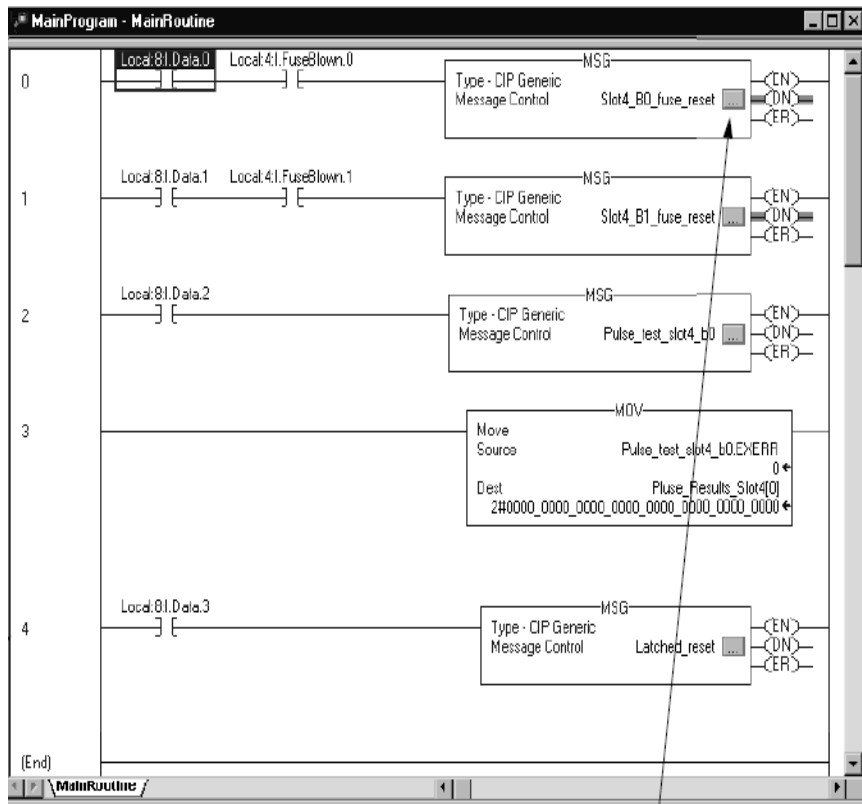 MainProgram - MainRoutine
0
Local:8:I.Data.0 Local:4:I.FuseBlown.0
MSG
Type - CIP Generic
Message Control Slot4_B0_fuse_reset ...
EN
DN
ER
1
Local:8:I.Data.1 Local:4:I.FuseBlown.1
MSG
Type - CIP Generic
Message Control Slot4_B1_fuse_reset ...
EN
DN
ER
2
Local:8:I.Data.2
MSG
Type - CIP Generic
Message Control Pulse_test_slot4_b0 ...
EN
DN
ER
3
MOV
Move
Source Pulse_test_slot4_b0.EXERR
0
Dest Pluse_Results_Slot4[0]
2#0000_0000_0000_0000_0000_0000_0000_0000
4
Local:8:I.Data.3
MSG
Type - CIP Generic
Message Control Latched_reset ...
EN
DN
ER
(End)
MainRoutine